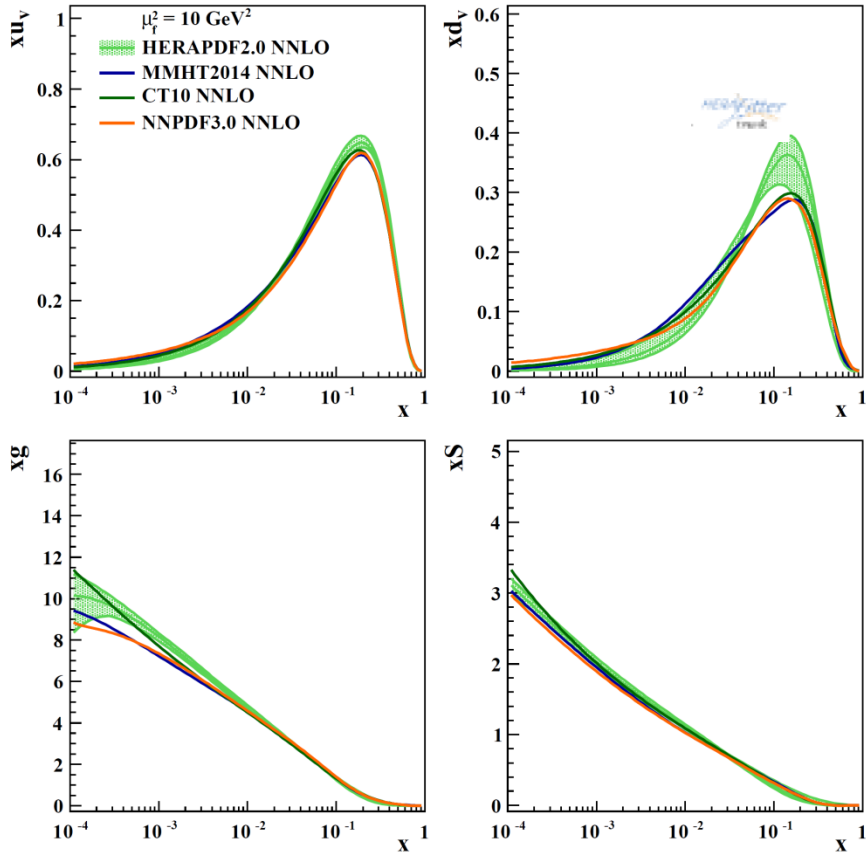 xu_v
μ_f^2 = 10 GeV^2
HERAPDF2.0 NNLO
MMHT2014 NNLO
CT10 NNLO
NNPDF3.0 NNLO
1
0.8
0.6
0.4
0.2
0
10^-4 10^-3 10^-2 10^-1 1
x
xd_v
0.6
0.5
0.4
0.3
0.2
0.1
0
10^-4 10^-3 10^-2 10^-1 1
x
xg
16
14
12
10
8
6
4
2
0
10^-4 10^-3 10^-2 10^-1 1
x
xS
5
4
3
2
1
0
10^-4 10^-3 10^-2 10^-1 1
x